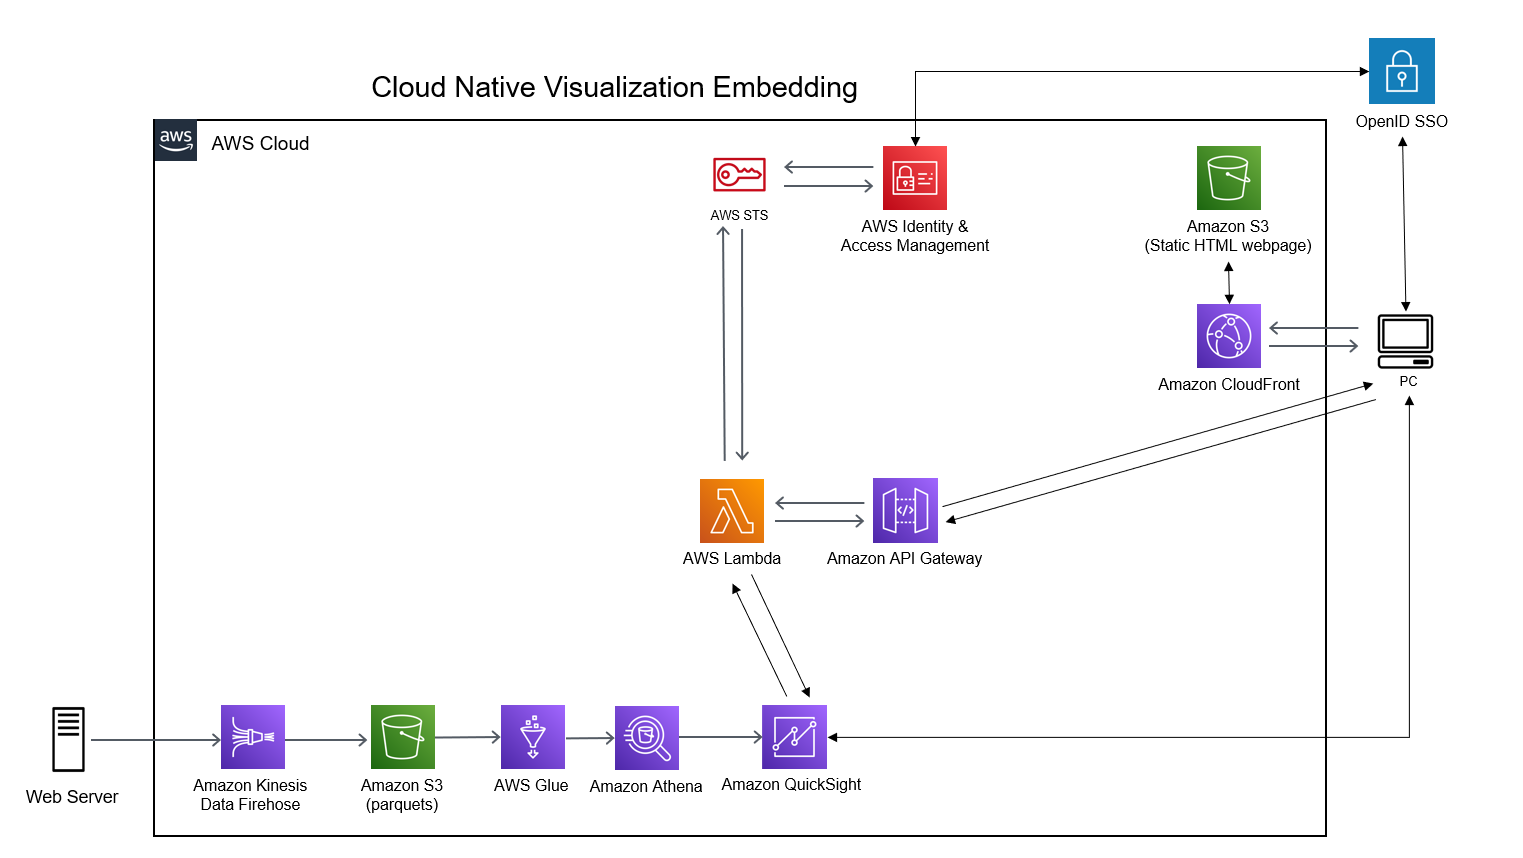 Cloud Native Visualization Embedding
OpenID SSO
aws
AWS Cloud
AWS STS
AWS Identity &
Access Management
Amazon S3
(Static HTML webpage)
Amazon CloudFront
PC
AWS Lambda
</>
Amazon API Gateway
Web Server
Amazon Kinesis
Data Firehose
Amazon S3
(parquets)
AWS Glue
Amazon Athena
Amazon QuickSight